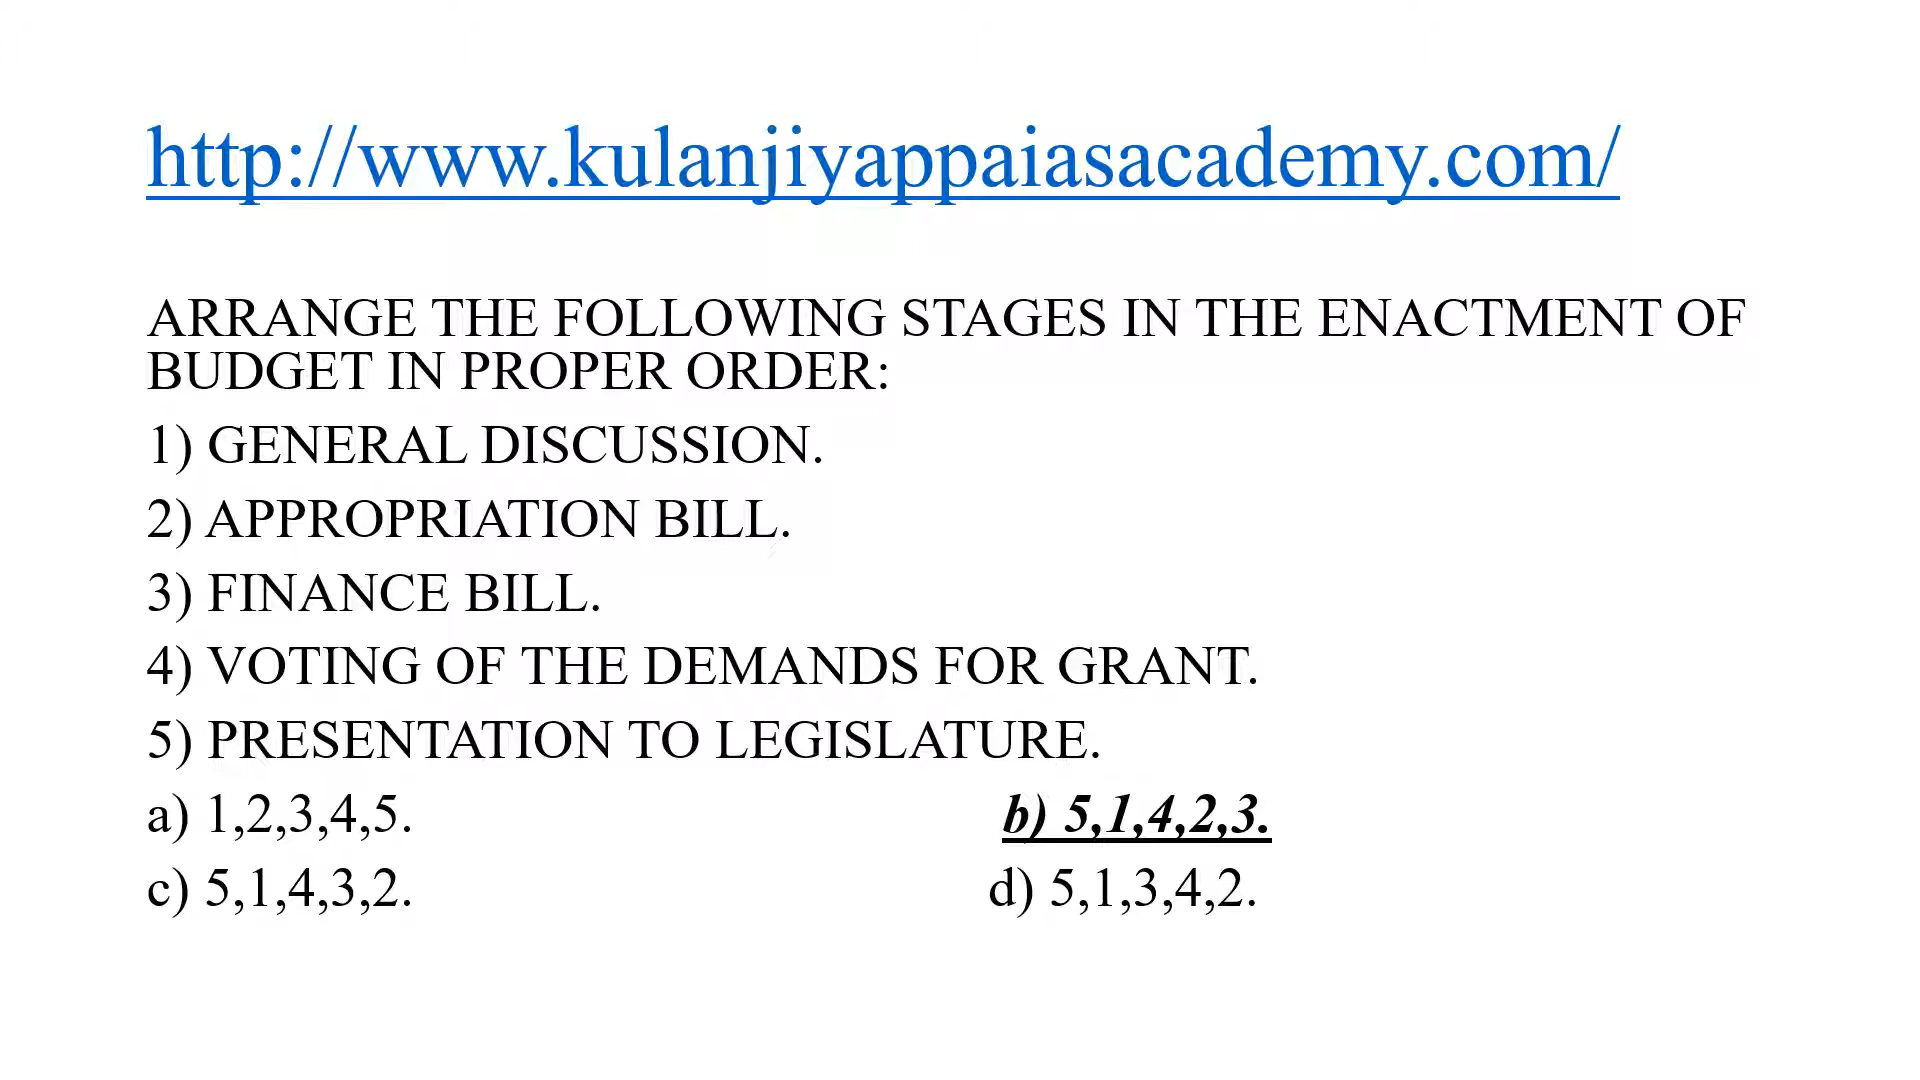 http://www.kulanjiyappaiasacademy.com/
ARRANGE THE FOLLOWING STAGES IN THE ENACTMENT OF
BUDGET IN PROPER ORDER:
1) GENERAL DISCUSSION.
2) APPROPRIATION BILL.
3) FINANCE BILL.
4) VOTING OF THE DEMANDS FOR GRANT.
5) PRESENTATION TO LEGISLATURE.
a) 1,2,3,4,5. b) 5,1,4,2,3.
c) 5,1,4,3,2. d) 5,1,3,4,2.